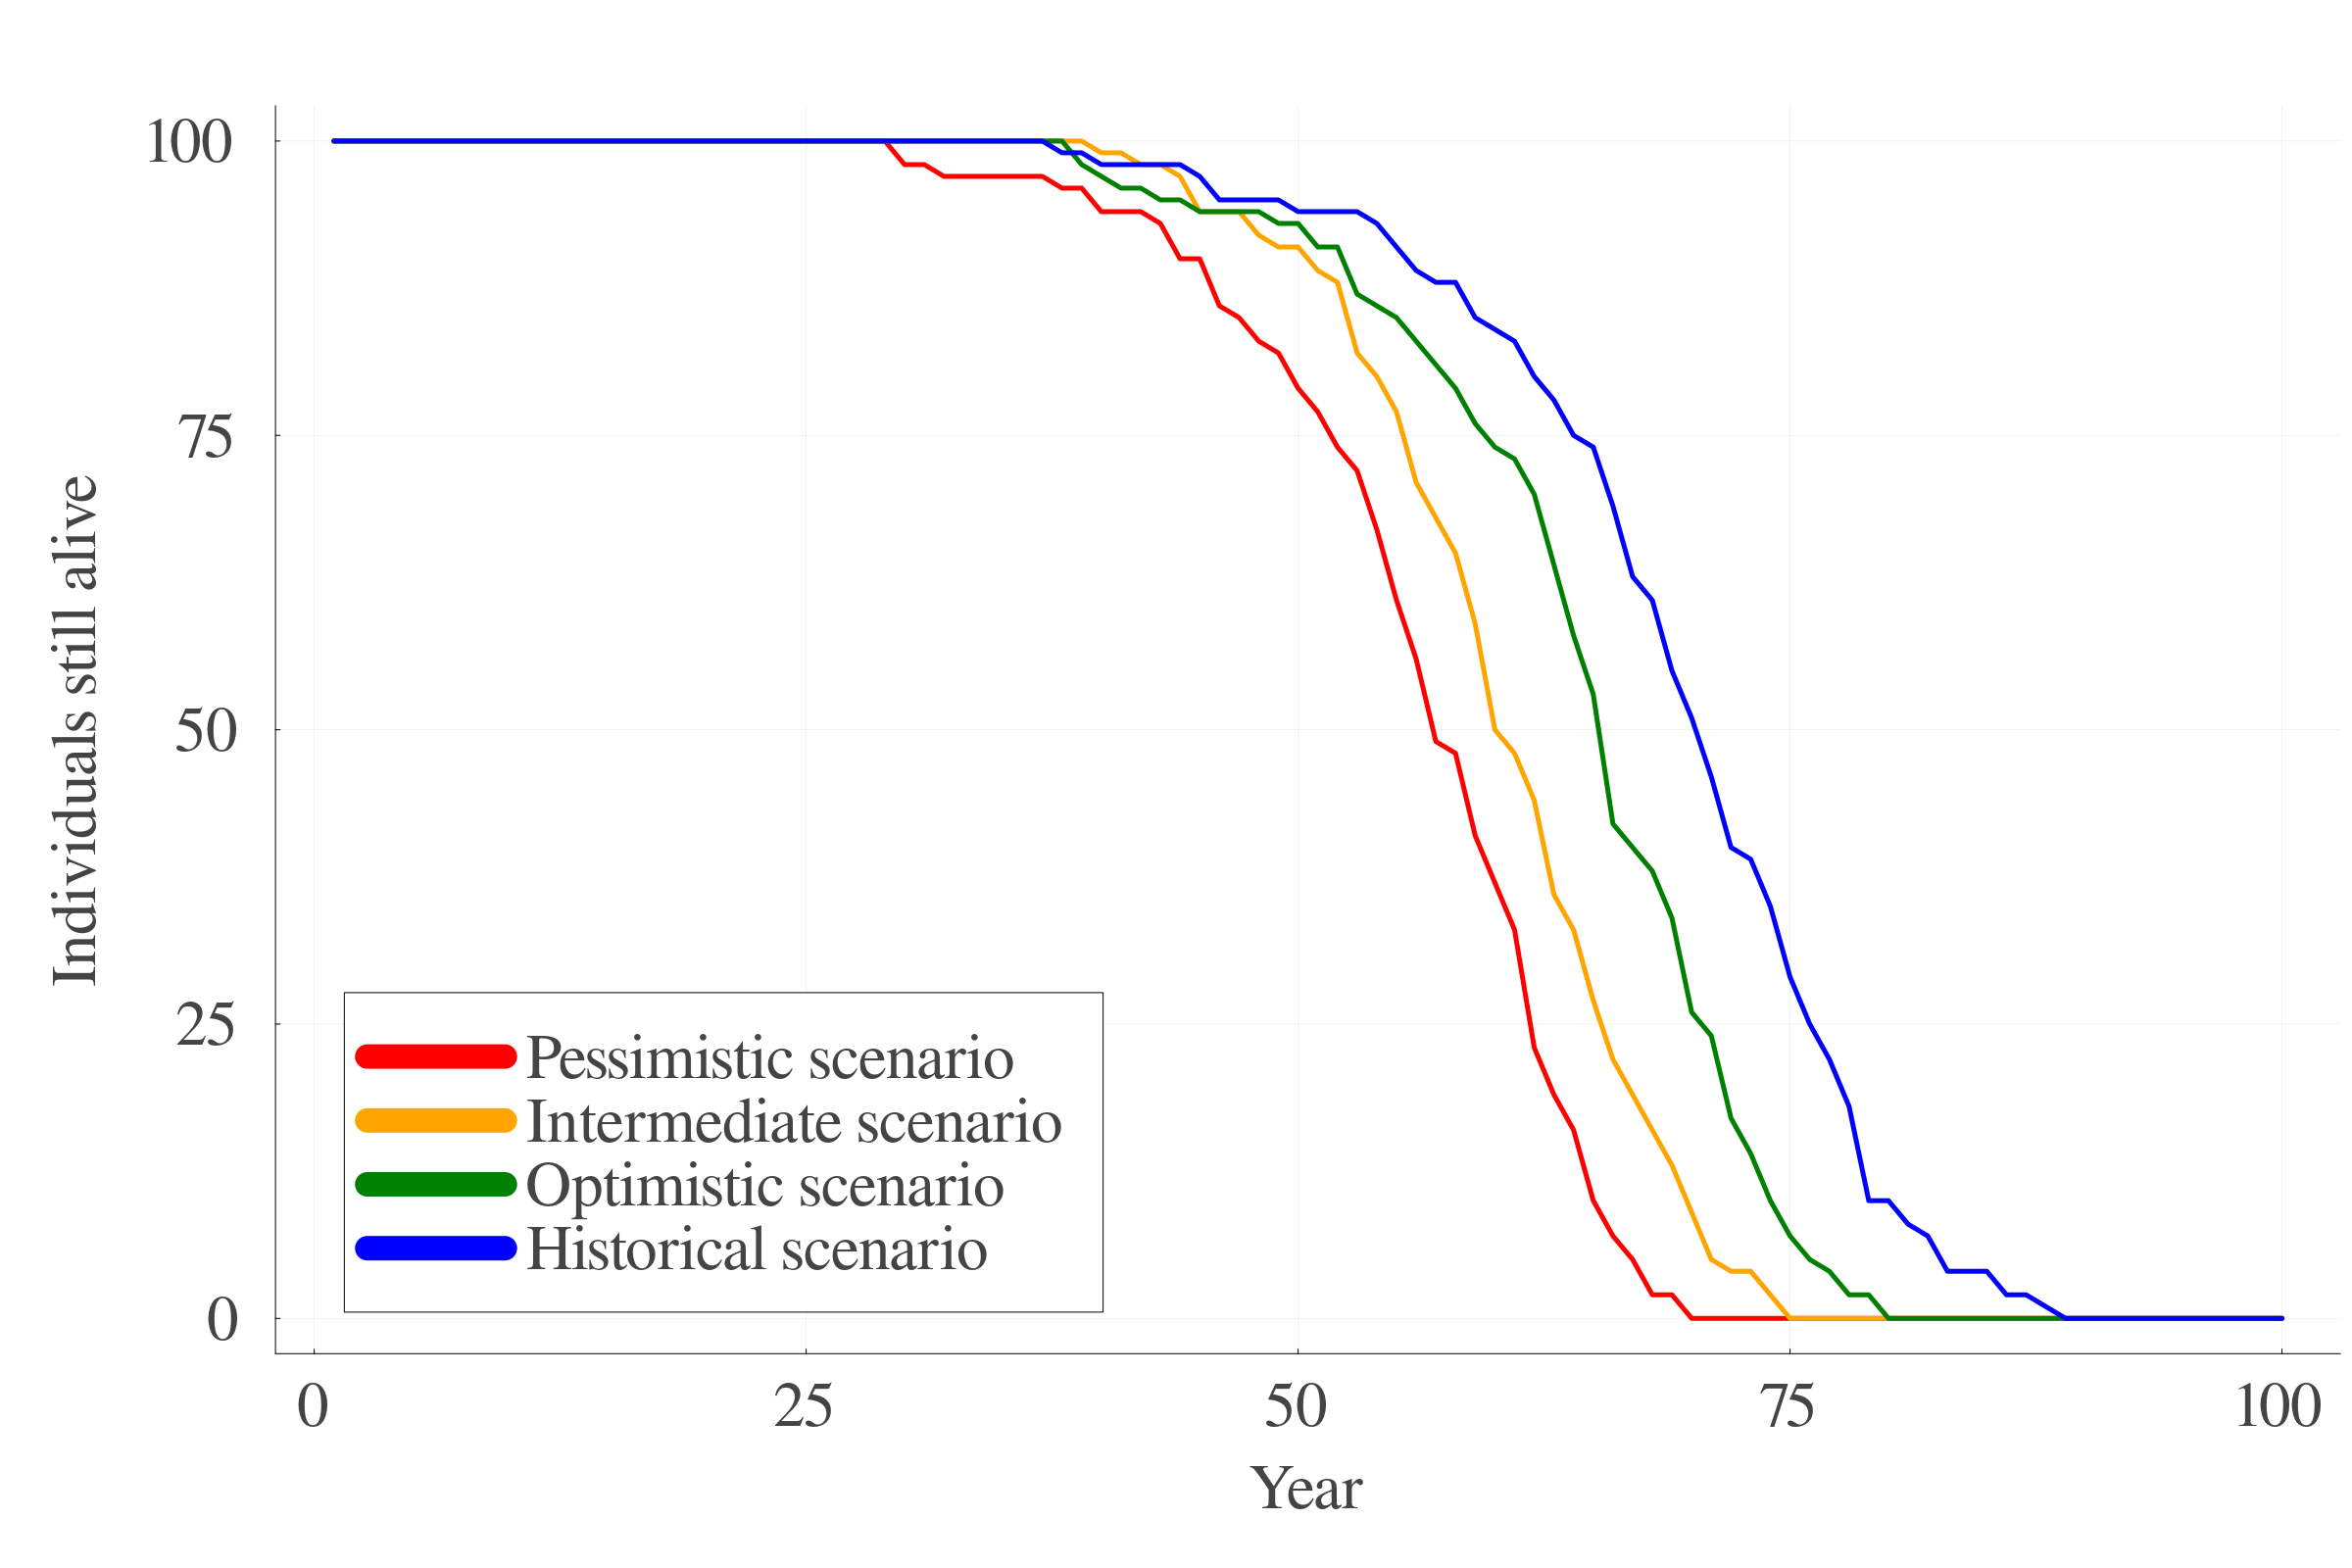 100
75
50
25
0
Individuals still alive
Pessimistic scenario
Intermediate scenario
Optimistic scenario
Historical scenario
0 25 50 75 100
Year